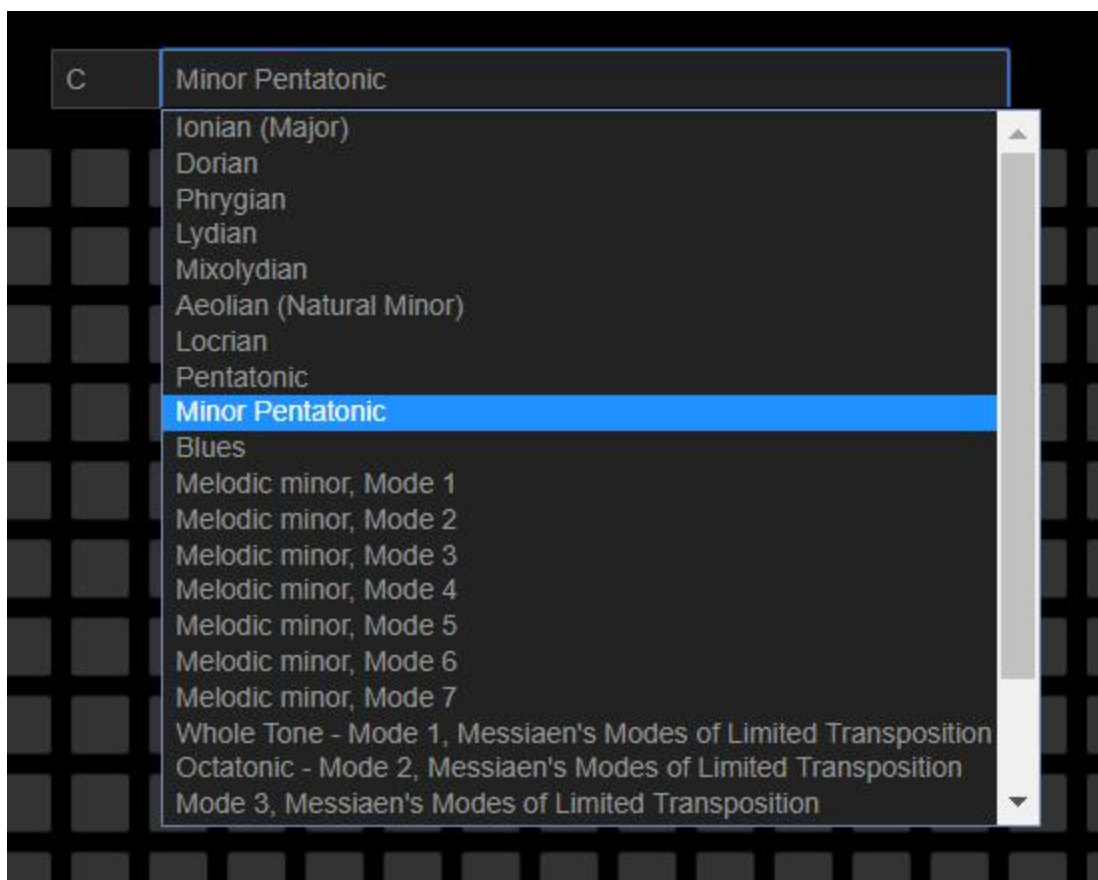 C Minor Pentatonic
Ionian (Major)
Dorian
Phrygian
Lydian
Mixolydian
Aeolian (Natural Minor)
Locrian
Pentatonic
Minor Pentatonic
Blues
Melodic minor, Mode 1
Melodic minor, Mode 2
Melodic minor, Mode 3
Melodic minor, Mode 4
Melodic minor, Mode 5
Melodic minor, Mode 6
Melodic minor, Mode 7
Whole Tone - Mode 1, Messiaen's Modes of Limited Transposition
Octatonic - Mode 2, Messiaen's Modes of Limited Transposition
Mode 3, Messiaen's Modes of Limited Transposition